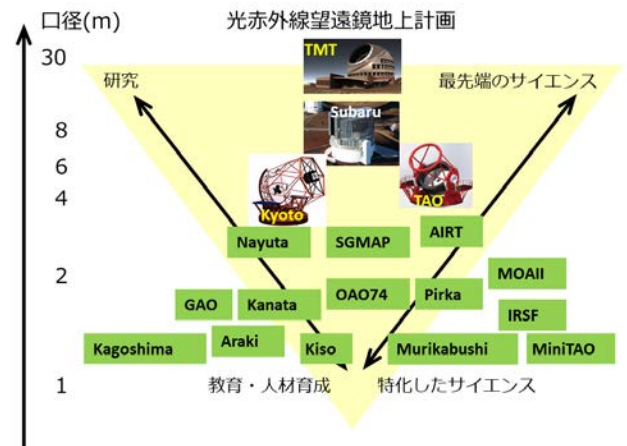 口径(m)
光赤外線望遠鏡地上計画
30
TMT
研究
最先端のサイエンス
Subaru
8
6
4
Kyoto
TAO
Nayuta
SGMAP
AIRT
2
MOAII
GAO
Kanata
OAO74
Pirka
IRSF
Kagoshima
Araki
Kiso
Murikabushi
MiniTAO
1
教育・人材育成
特化したサイエンス